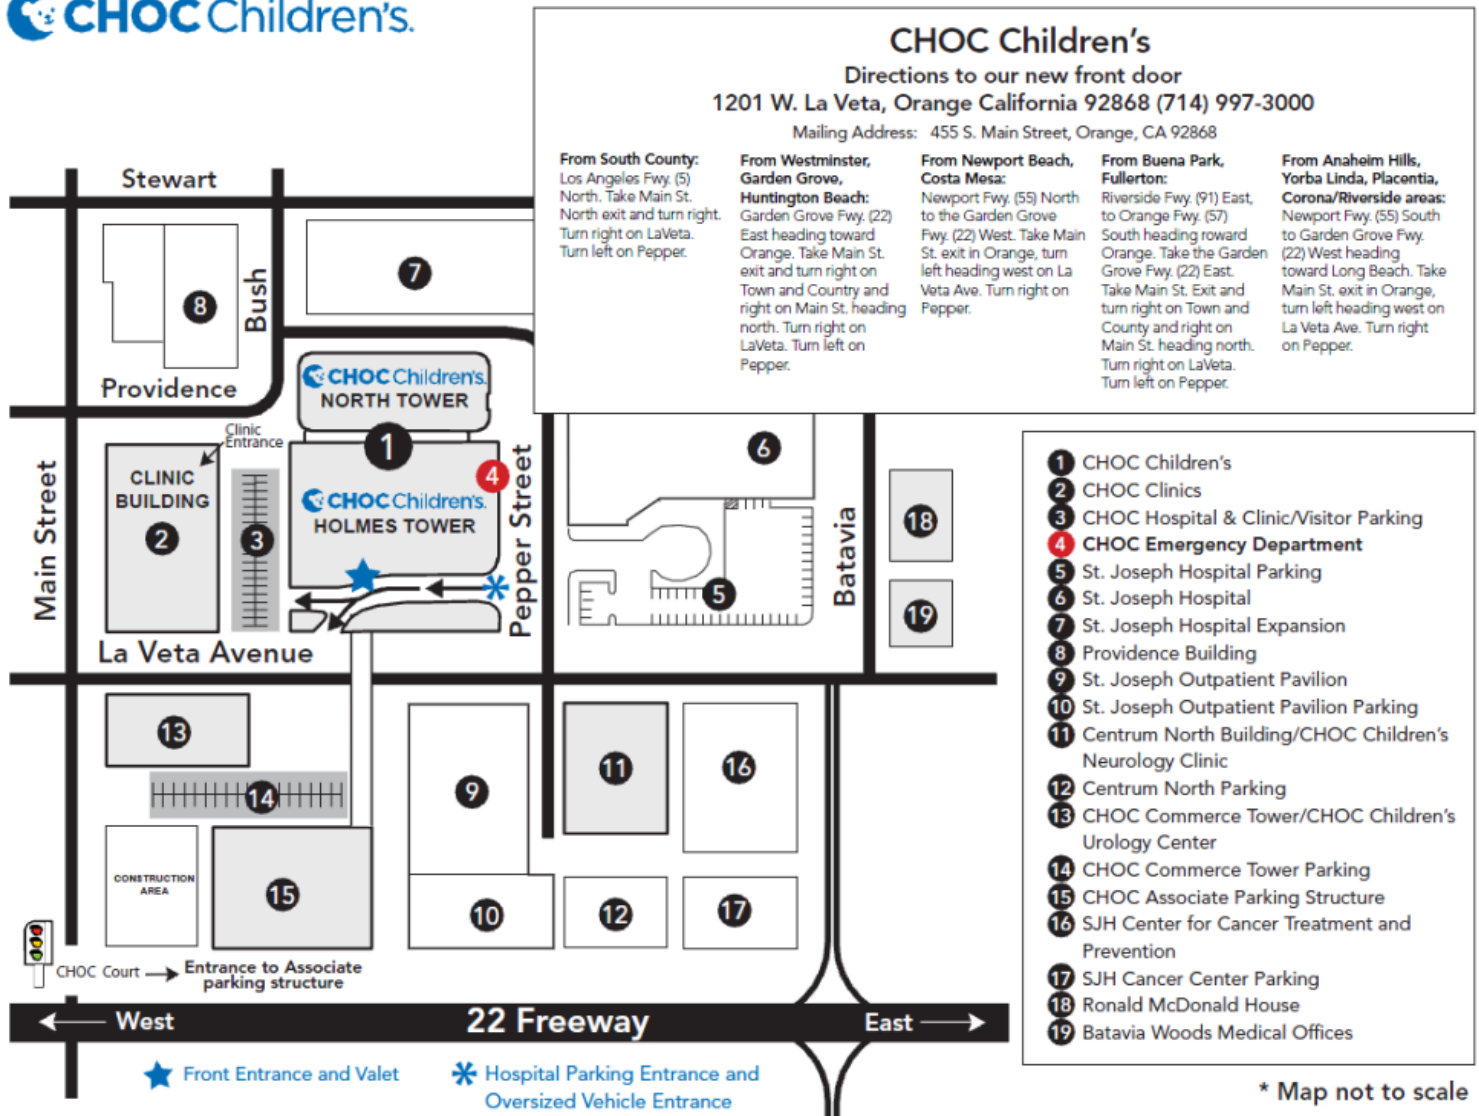 CHOC Children's.
CHOC Children's
Directions to our new front door
1201 W. La Veta, Orange California 92868 (714) 997-3000
Mailing Address: 455 S. Main Street, Orange, CA 92868
From South County:
Los Angeles Fwy. (5)
North. Take Main St.
North exit and turn right.
Turn right on LaVeta.
Turn left on Pepper.
From Westminster,
Garden Grove,
Huntington Beach:
Garden Grove Fwy. (22)
East heading toward
Orange. Take Main St.
exit and turn right on
Town and Country and
right on Main St. heading
north. Turn right on
LaVeta. Turn left on
Pepper.
From Newport Beach,
Costa Mesa:
Newport Fwy. (55) North
to the Garden Grove
Fwy. (22) West. Take Main
St. exit in Orange, turn
left heading west on La
Veta Ave. Turn right on
Pepper.
From Buena Park,
Fullerton:
Riverside Fwy. (91) East,
to Orange Fwy. (57)
South heading roward
Orange. Take the Garden
Grove Fwy. (22) East.
Take Main St. Exit and
turn right on Town and
County and right on
Main St. heading north.
Turn right on LaVeta.
Turn left on Pepper.
From Anaheim Hills,
Yorba Linda, Placentia,
Corona/Riverside areas:
Newport Fwy. (55) South
to Garden Grove Fwy.
(22) West heading
toward Long Beach. Take
Main St. exit in Orange,
turn left heading west on
La Veta Ave. Turn right
on Pepper.
Stewart
7
8
Bush
Providence
CHOC Children's.
NORTH TOWER
1
Clinic
Entrance
CLINIC
BUILDING
2
3
CHOC Children's.
HOLMES TOWER
4
Main Street
Pepper Street
6
5
Batavia
18
19
La Veta Avenue
13
14
CONSTRUCTION
AREA
15
9
10
11
12
16
17
CHOC Court
Entrance to Associate
parking structure
West
22 Freeway
East
Front Entrance and Valet
Hospital Parking Entrance and
Oversized Vehicle Entrance
1 CHOC Children's
2 CHOC Clinics
3 CHOC Hospital & Clinic/Visitor Parking
4 CHOC Emergency Department
5 St. Joseph Hospital Parking
6 St. Joseph Hospital
7 St. Joseph Hospital Expansion
8 Providence Building
9 St. Joseph Outpatient Pavilion
10 St. Joseph Outpatient Pavilion Parking
11 Centrum North Building/CHOC Children's
Neurology Clinic
12 Centrum North Parking
13 CHOC Commerce Tower/CHOC Children's
Urology Center
14 CHOC Commerce Tower Parking
15 CHOC Associate Parking Structure
16 SJH Center for Cancer Treatment and
Prevention
17 SJH Cancer Center Parking
18 Ronald McDonald House
19 Batavia Woods Medical Offices
* Map not to scale